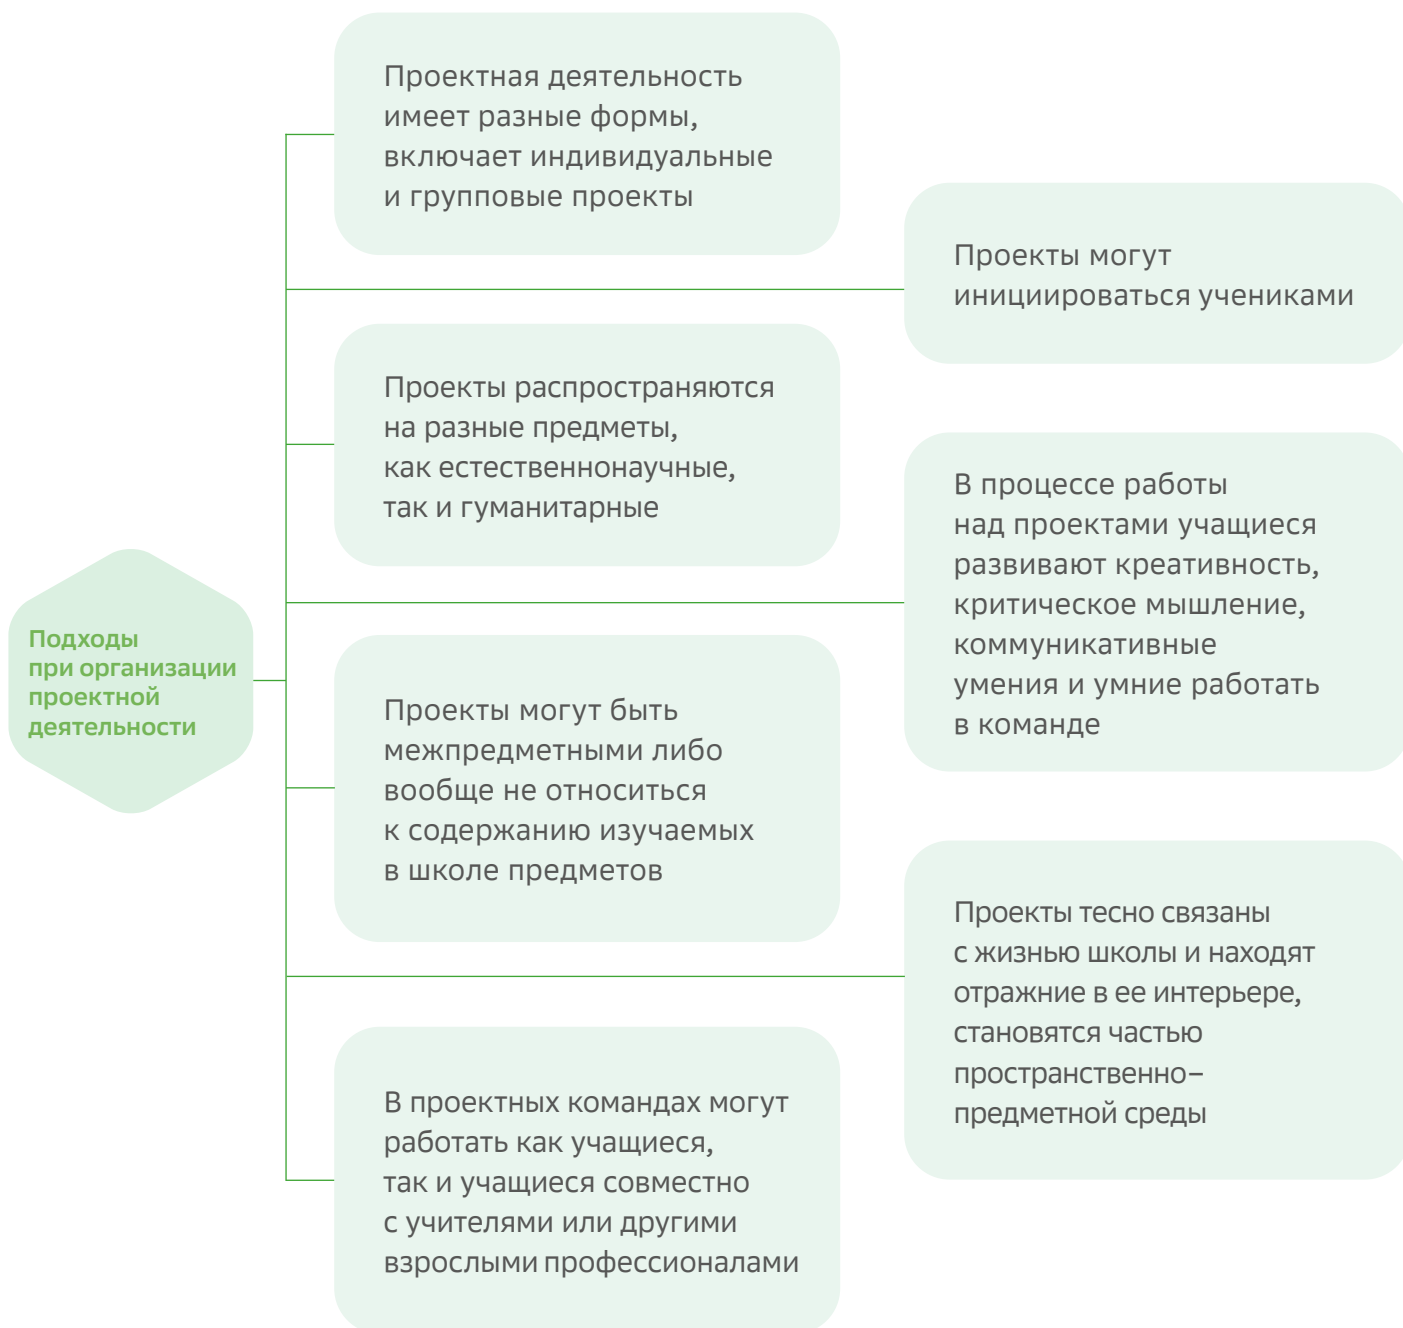 Подходы
при организации
проектной
деятельности
Проектная деятельность
имеет разные формы,
включает индивидуальные
и групповые проекты
Проекты могут
инициироваться учениками
Проекты распространяются
на разные предметы,
как естественнонаучные,
так и гуманитарные
В процессе работы
над проектами учащиеся
развивают креативность,
критическое мышление,
коммуникативные
умения и умние работать
в команде
Проекты могут быть
межпредметными либо
вообще не относиться
к содержанию изучаемых
в школе предметов
Проекты тесно связаны
с жизнью школы и находят
отражние в ее интерьере,
становятся частью
пространственно–
предметной среды
В проектных командах могут
работать как учащиеся,
так и учащиеся совместно
с учителями или другими
взрослыми профессионалами